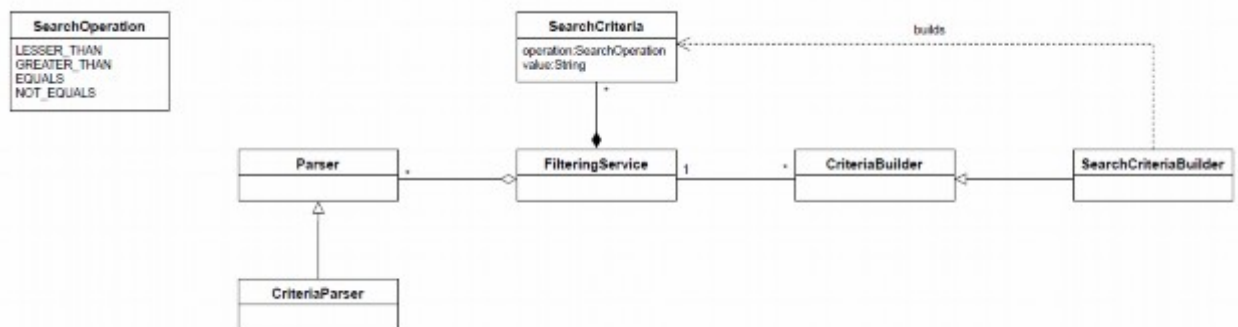 SearchOperation
LESSER_THAN
GREATER_THAN
EQUALS
NOT_EQUALS
SearchCriteria
operation:SearchOperation
value:String
builds
*
Parser
*
FilteringService
1
*
CriteriaBuilder
SearchCriteriaBuilder
CriteriaParser